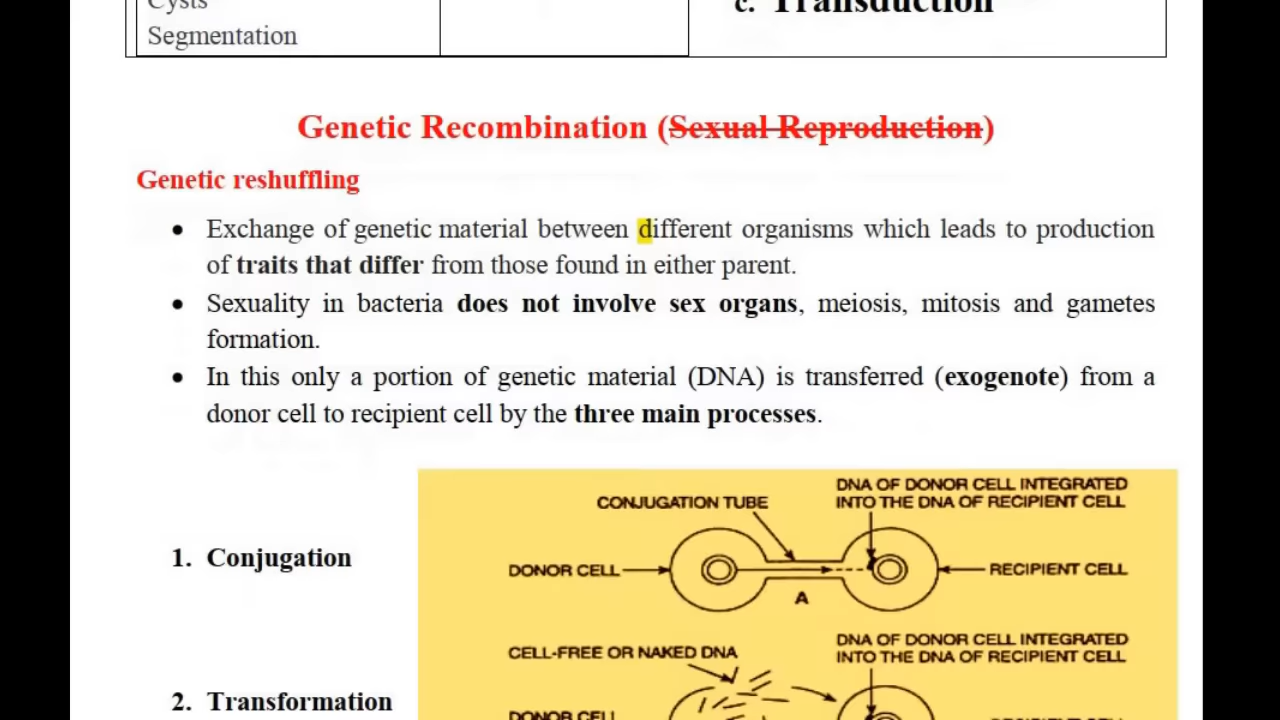 Cysts
c. Transduction
Segmentation
Genetic Recombination (Sexual Reproduction)
Genetic reshuffling
• Exchange of genetic material between different organisms which leads to production
of traits that differ from those found in either parent.
• Sexuality in bacteria does not involve sex organs, meiosis, mitosis and gametes
formation.
• In this only a portion of genetic material (DNA) is transferred (exogenote) from a
donor cell to recipient cell by the three main processes.
1. Conjugation
CONJUGATION TUBE
DNA OF DONOR CELL INTEGRATED
INTO THE DNA OF RECIPIENT CELL
DONOR CELL
RECIPIENT CELL
A
2. Transformation
CELL-FREE OR NAKED DNA
DNA OF DONOR CELL INTEGRATED
INTO THE DNA OF RECIPIENT CELL
DONOR CELL
RECIPIENT CELL